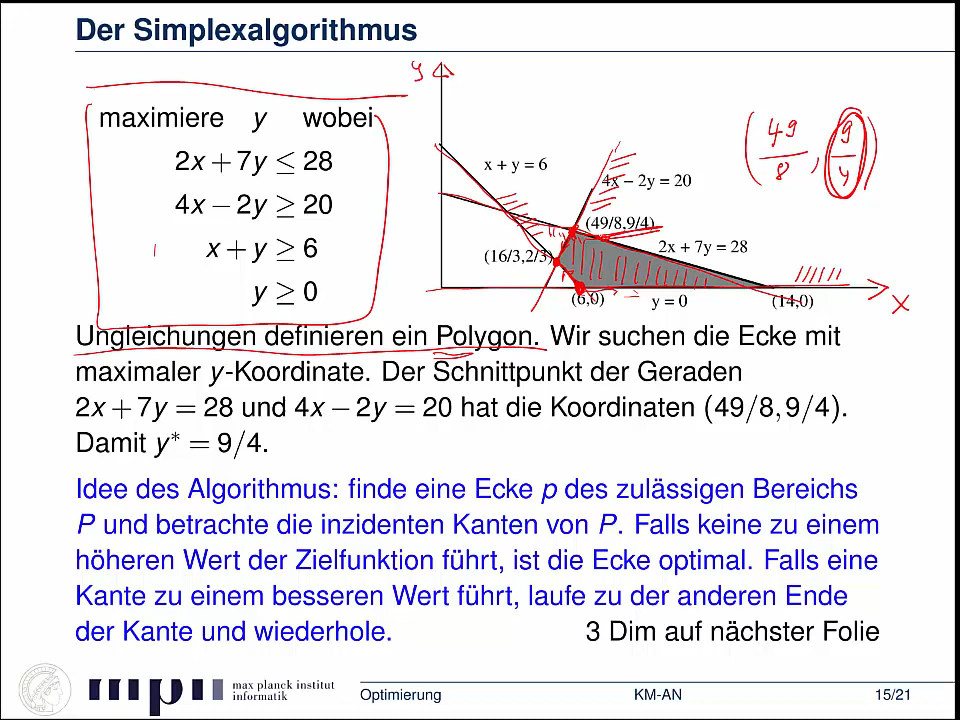 Der Simplexalgorithmus
maximiere y wobei
2x + 7y ≤ 28
4x − 2y ≥ 20
x + y ≥ 6
y ≥ 0
y
x + y = 6
4x − 2y = 20
(49/8,9/4)
2x + 7y = 28
(16/3,2/3)
(6,0)
y = 0
(14,0)
x
(49/8, 9/4)
Ungleichungen definieren ein Polygon. Wir suchen die Ecke mit
maximaler y-Koordinate. Der Schnittpunkt der Geraden
2x + 7y = 28 und 4x − 2y = 20 hat die Koordinaten (49/8, 9/4).
Damit y* = 9/4.
Idee des Algorithmus: finde eine Ecke p des zulässigen Bereichs
P und betrachte die inzidenten Kanten von P. Falls keine zu einem
höheren Wert der Zielfunktion führt, ist die Ecke optimal. Falls eine
Kante zu einem besseren Wert führt, laufe zu der anderen Ende
der Kante und wiederhole. 3 Dim auf nächster Folie
mpi max planck institut
informatik
Optimierung KM-AN 15/21